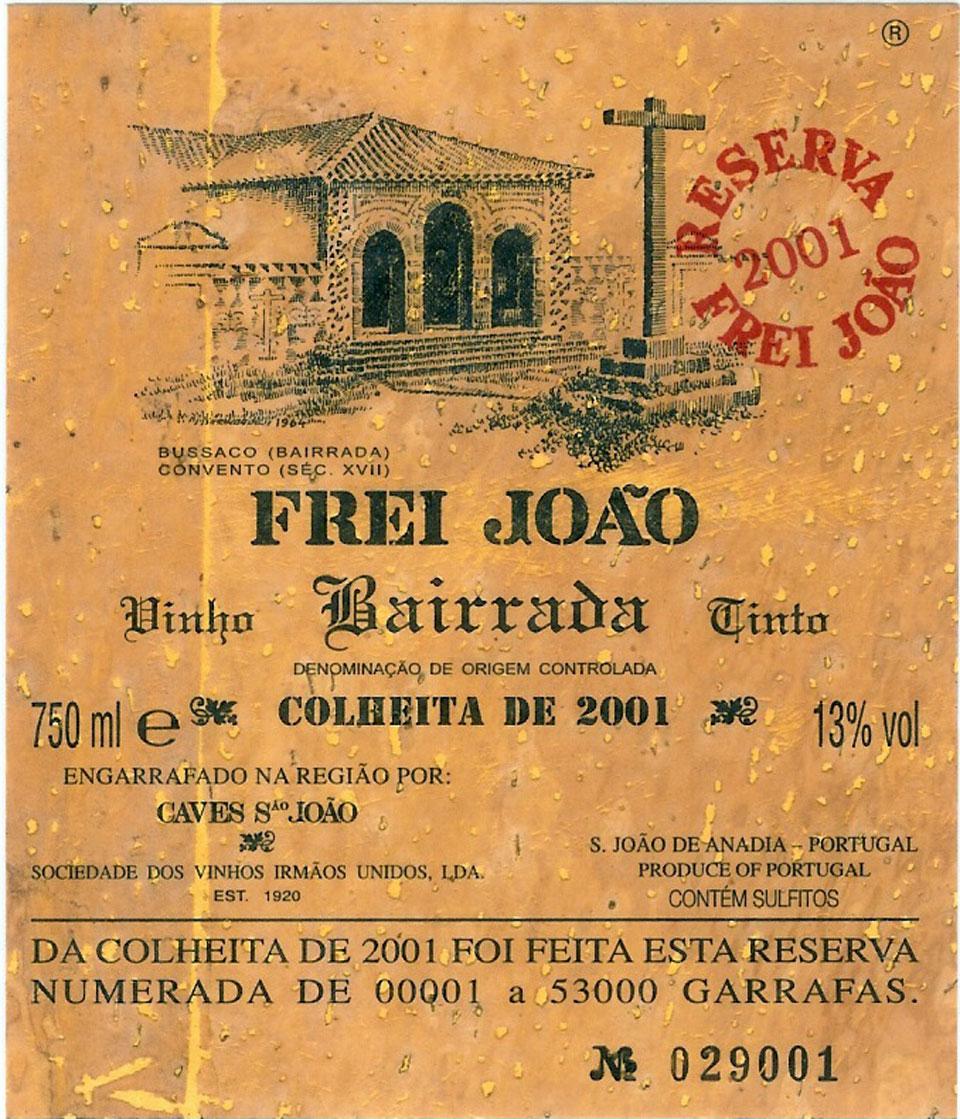 ®
RESERVA
2001
FREI JOÃO
1964
BUSSACO (BAIRRADA)
CONVENTO (SÉC. XVII)
FREI JOÃO
Vinho Bairrada Tinto
DENOMINAÇÃO DE ORIGEM CONTROLADA
750 ml e COLHEITA DE 2001 13% vol
ENGARRAFADO NA REGIÃO POR:
CAVES SÃO JOÃO
SOCIEDADE DOS VINHOS IRMÃOS UNIDOS, LDA.
EST. 1920
S. JOÃO DE ANADIA – PORTUGAL
PRODUCE OF PORTUGAL
CONTÉM SULFITOS
DA COLHEITA DE 2001 FOI FEITA ESTA RESERVA
NUMERADA DE 00001 a 53000 GARRAFAS.
Nº 029001